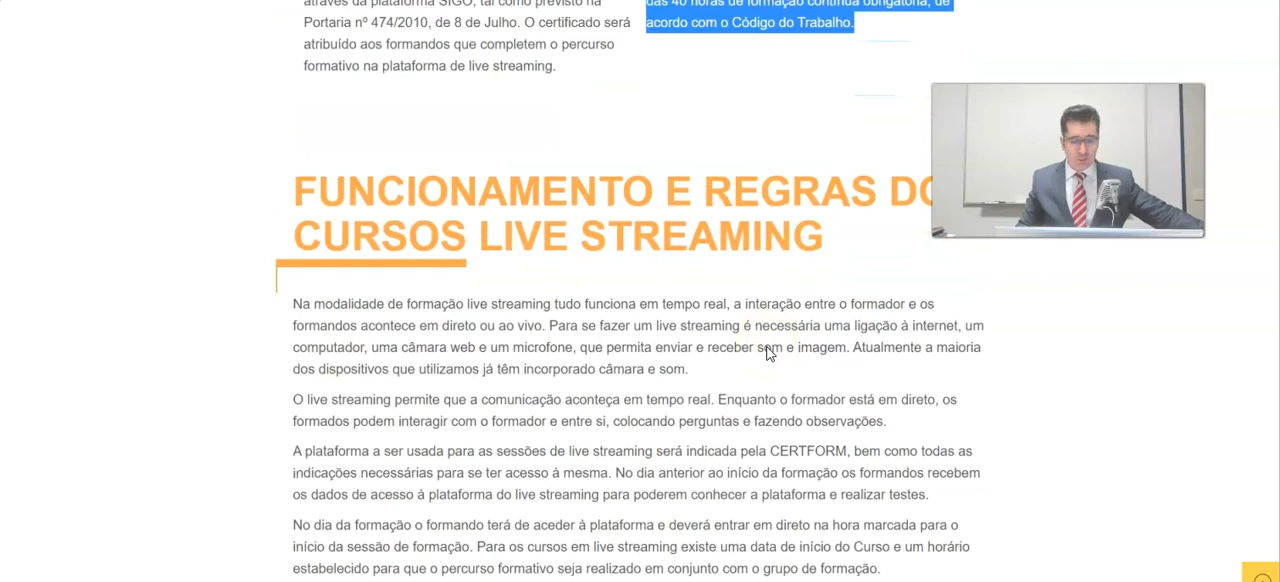 através da plataforma SIGO, tal como previsto na
Portaria nº 474/2010, de 8 de Julho. O certificado será
atribuído aos formandos que completem o percurso
formativo na plataforma de live streaming.
das 40 horas de formação contínua obrigatória, de
acordo com o Código do Trabalho.
FUNCIONAMENTO E REGRAS DO
CURSOS LIVE STREAMING
Na modalidade de formação live streaming tudo funciona em tempo real, a interação entre o formador e os
formandos acontece em direto ou ao vivo. Para se fazer um live streaming é necessária uma ligação à internet, um
computador, uma câmara web e um microfone, que permita enviar e receber som e imagem. Atualmente a maioria
dos dispositivos que utilizamos já têm incorporado câmara e som.
O live streaming permite que a comunicação aconteça em tempo real. Enquanto o formador está em direto, os
formados podem interagir com o formador e entre si, colocando perguntas e fazendo observações.
A plataforma a ser usada para as sessões de live streaming será indicada pela CERTFORM, bem como todas as
indicações necessárias para se ter acesso à mesma. No dia anterior ao início da formação os formandos recebem
os dados de acesso à plataforma do live streaming para poderem conhecer a plataforma e realizar testes.
No dia da formação o formando terá de aceder à plataforma e deverá entrar em direto na hora marcada para o
início da sessão de formação. Para os cursos em live streaming existe uma data de início do Curso e um horário
estabelecido para que o percurso formativo seja realizado em conjunto com o grupo de formação.